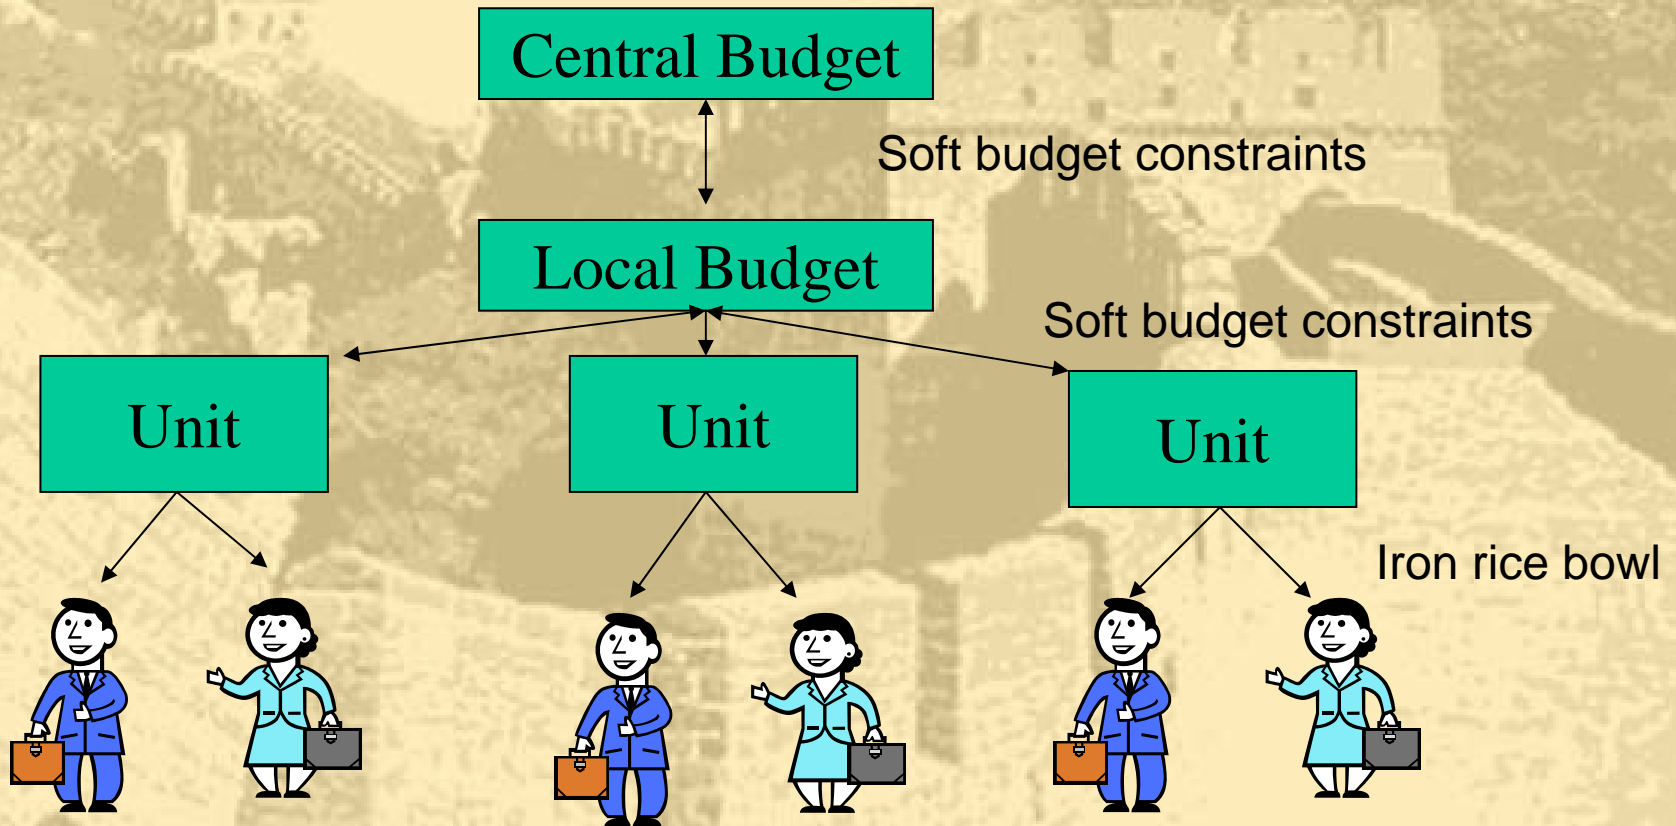 Central Budget
Soft budget constraints
Local Budget
Soft budget constraints
Unit
Unit
Unit
Iron rice bowl